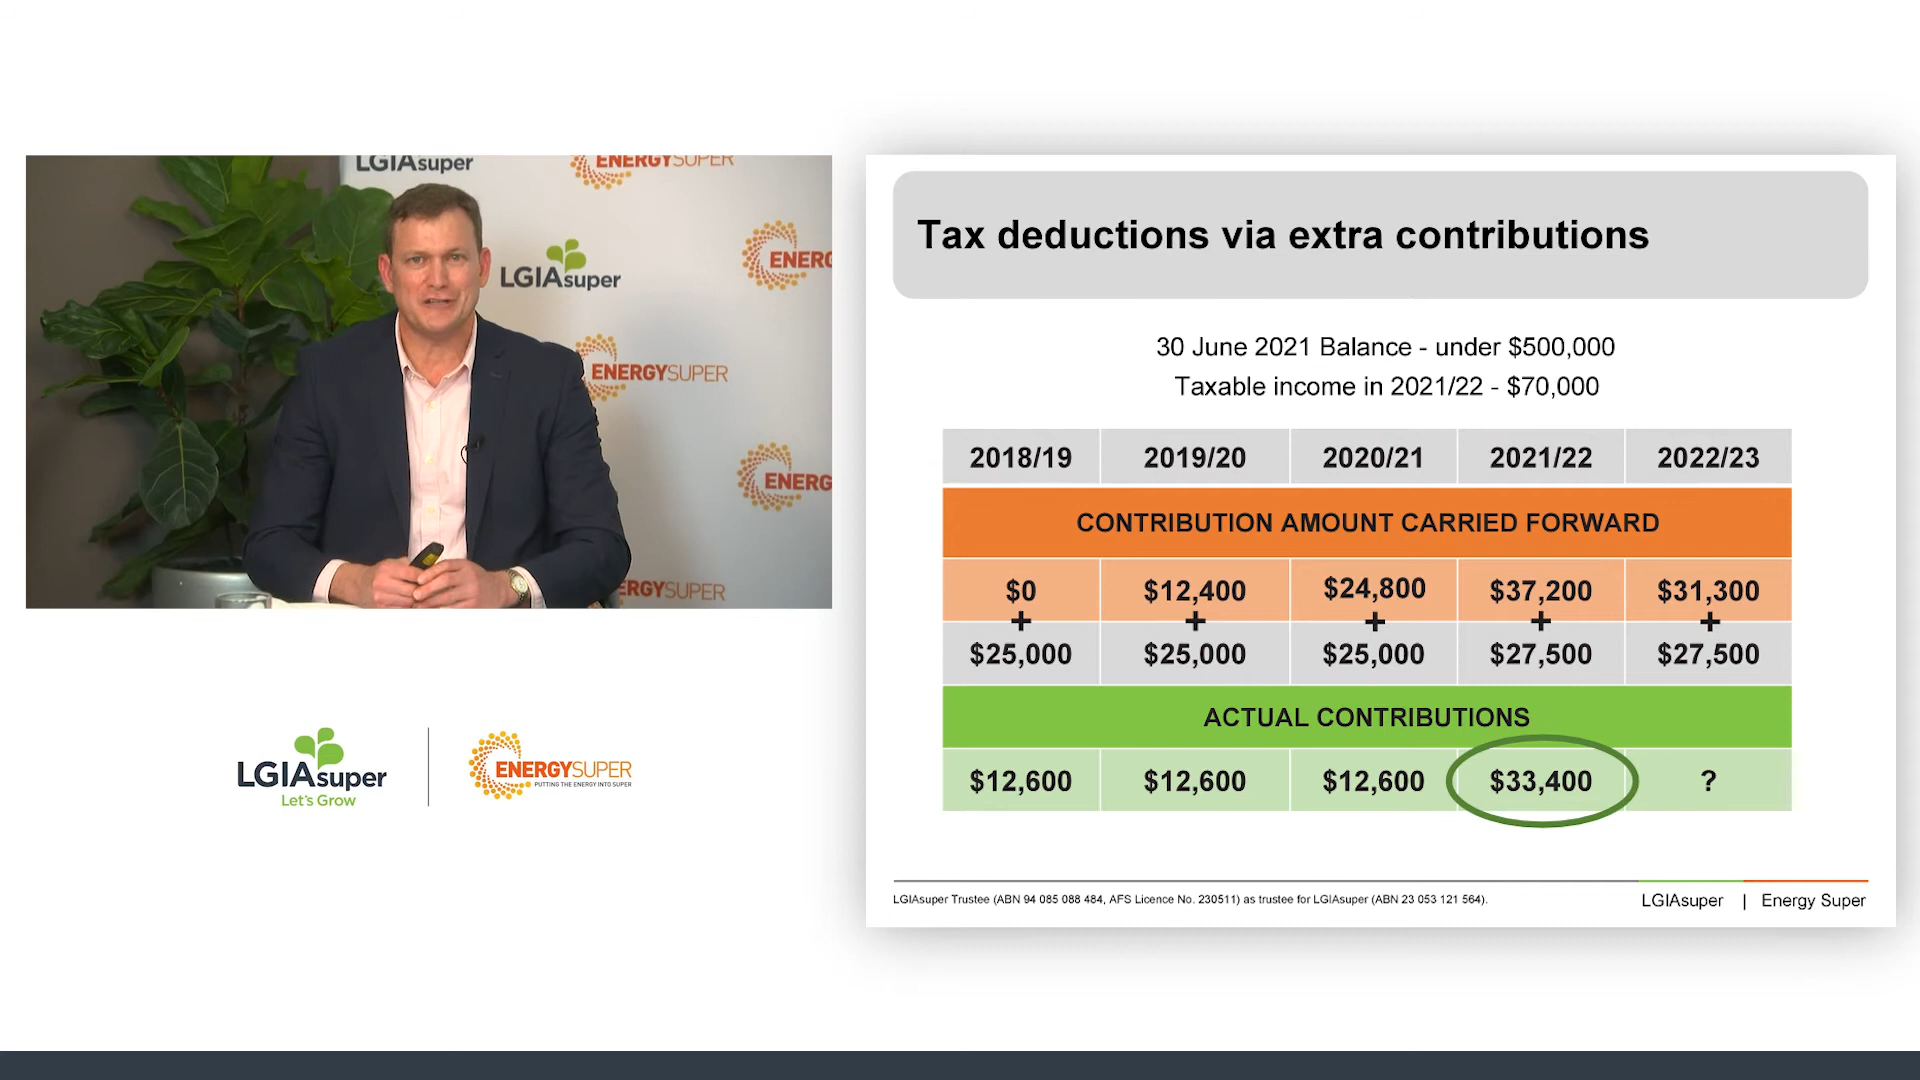 LGIAsuper
ENERGYSUPER
LGIAsuper
ENERG
ENERGYSUPER
ENERG
ERGYSUPER
LGIAsuper
Let's Grow
ENERGYSUPER
PUTTING THE ENERGY INTO SUPER
Tax deductions via extra contributions
30 June 2021 Balance - under $500,000
Taxable income in 2021/22 - $70,000
2018/19 2019/20 2020/21 2021/22 2022/23
CONTRIBUTION AMOUNT CARRIED FORWARD
$0 $12,400 $24,800 $37,200 $31,300
+ + + + +
$25,000 $25,000 $25,000 $27,500 $27,500
ACTUAL CONTRIBUTIONS
$12,600 $12,600 $12,600 $33,400 ?
LGIAsuper Trustee (ABN 94 085 088 484, AFS Licence No. 230511) as trustee for LGIAsuper (ABN 23 053 121 564).
LGIAsuper | Energy Super